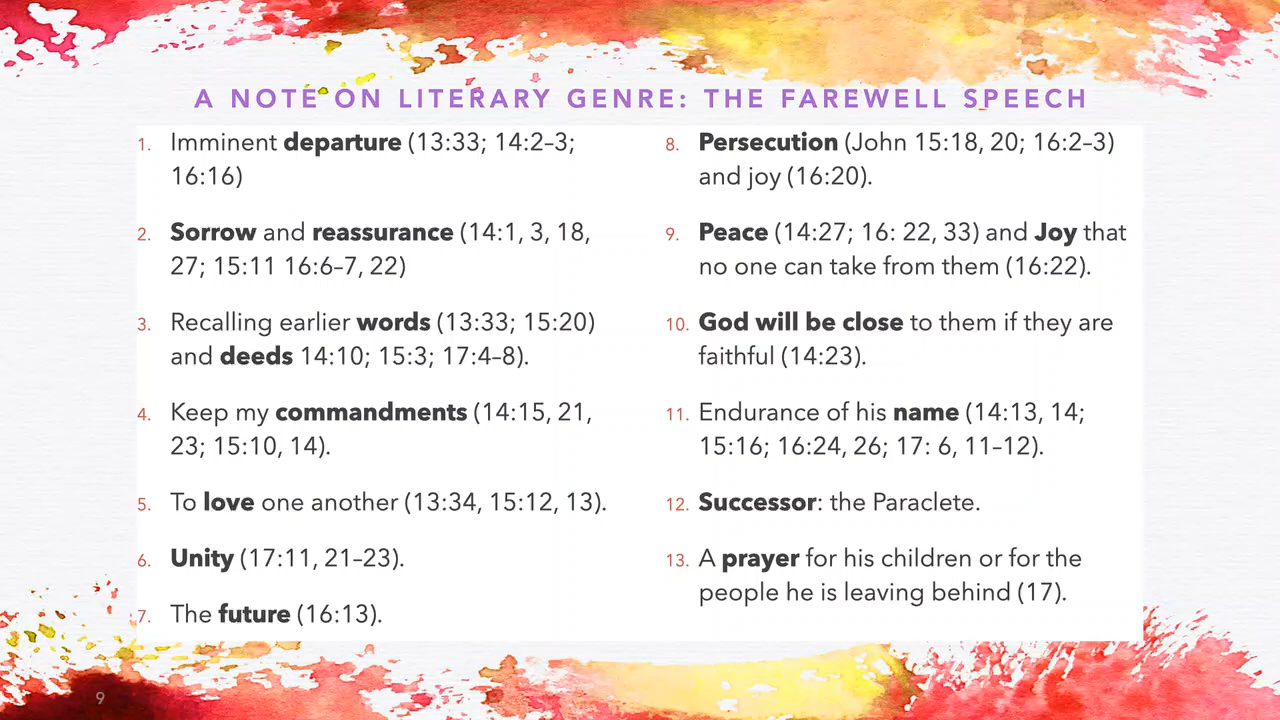 A NOTE ON LITERARY GENRE: THE FAREWELL SPEECH
1. Imminent departure (13:33; 14:2–3;
16:16)
2. Sorrow and reassurance (14:1, 3, 18,
27; 15:11 16:6–7, 22)
3. Recalling earlier words (13:33; 15:20)
and deeds 14:10; 15:3; 17:4–8).
4. Keep my commandments (14:15, 21,
23; 15:10, 14).
5. To love one another (13:34, 15:12, 13).
6. Unity (17:11, 21–23).
7. The future (16:13).
8. Persecution (John 15:18, 20; 16:2–3)
and joy (16:20).
9. Peace (14:27; 16: 22, 33) and Joy that
no one can take from them (16:22).
10. God will be close to them if they are
faithful (14:23).
11. Endurance of his name (14:13, 14;
15:16; 16:24, 26; 17: 6, 11–12).
12. Successor: the Paraclete.
13. A prayer for his children or for the
people he is leaving behind (17).
9